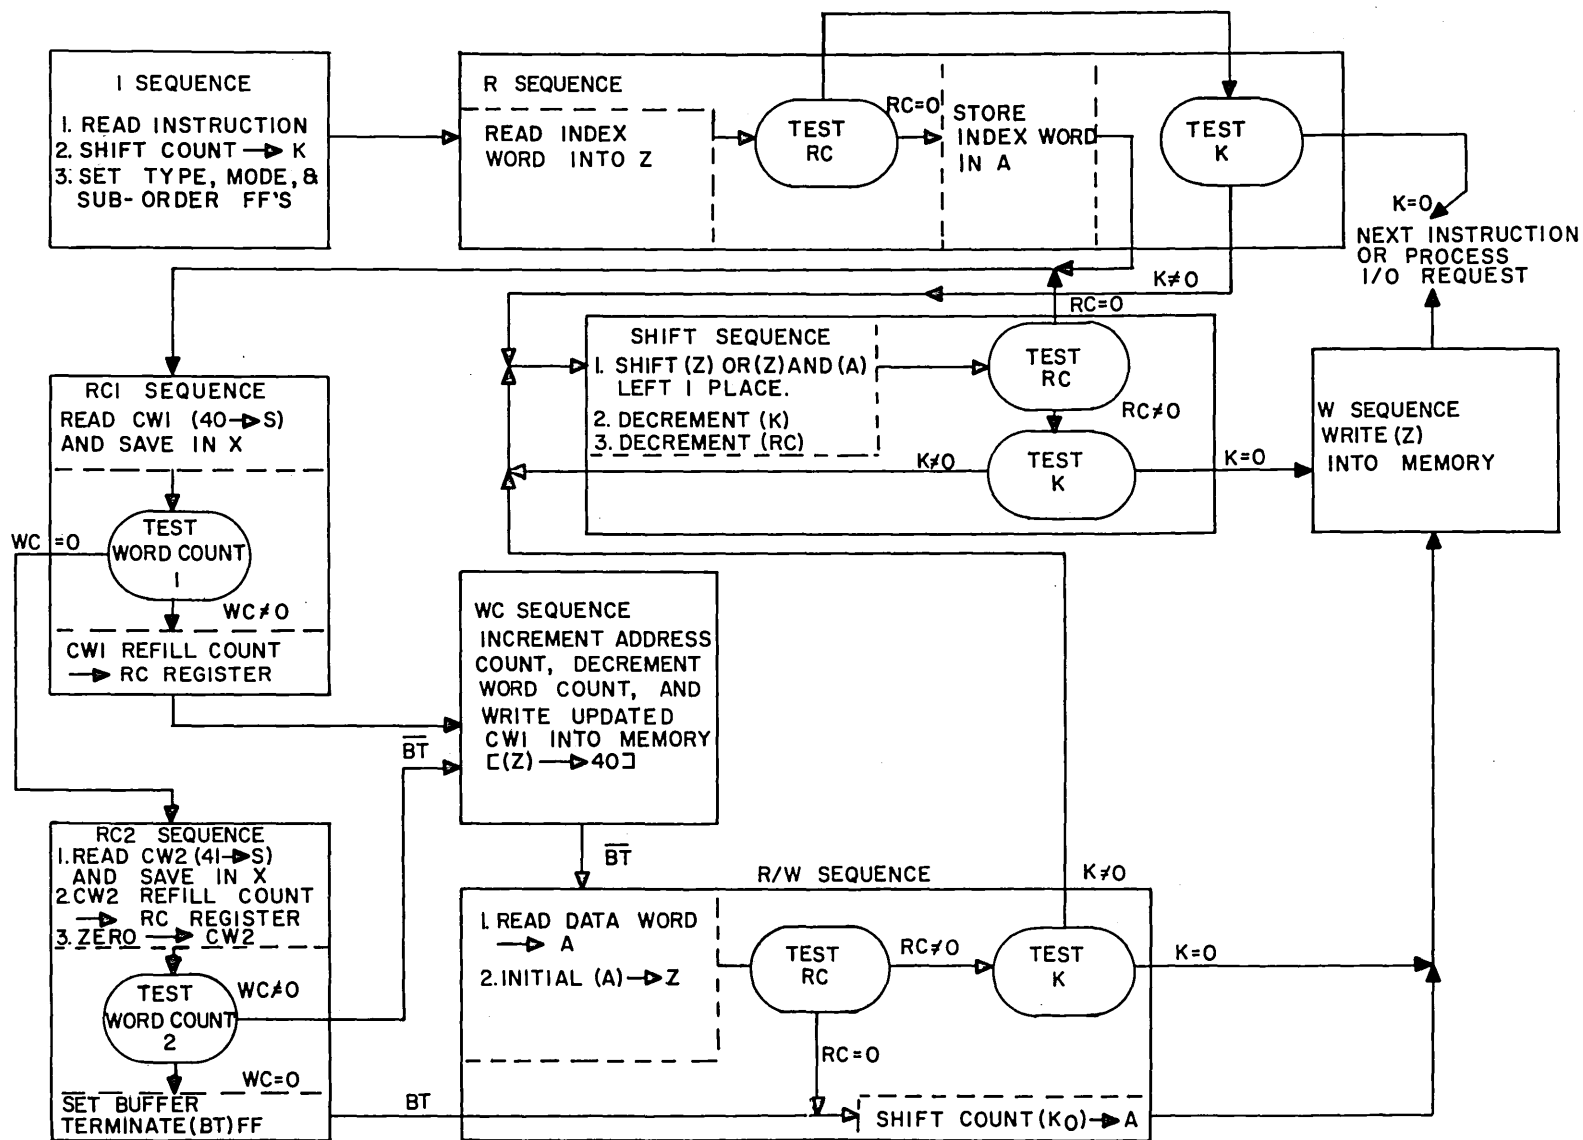 I SEQUENCE
1. READ INSTRUCTION
2. SHIFT COUNT → K
3. SET TYPE, MODE, &
SUB-ORDER FF'S
R SEQUENCE
READ INDEX
WORD INTO Z
TEST
RC
RC=0
STORE
INDEX WORD
IN A
TEST
K
K=0
NEXT INSTRUCTION
OR PROCESS
I/O REQUEST
K≠0
RC=0
SHIFT SEQUENCE
1. SHIFT (Z) OR (Z) AND (A)
LEFT 1 PLACE.
2. DECREMENT (K)
3. DECREMENT (RC)
TEST
RC
RC≠0
TEST
K
K≠0
K=0
W SEQUENCE
WRITE (Z)
INTO MEMORY
RC1 SEQUENCE
READ CW1 (40→S)
AND SAVE IN X
TEST
WORD COUNT
1
WC=0
WC≠0
CW1 REFILL COUNT
→ RC REGISTER
WC SEQUENCE
INCREMENT ADDRESS
COUNT, DECREMENT
WORD COUNT, AND
WRITE UPDATED
CW1 INTO MEMORY
[(Z) → 40]
B̅T̅
B̅T̅
RC2 SEQUENCE
1. READ CW2 (41→S)
AND SAVE IN X
2. CW2 REFILL COUNT
→ RC REGISTER
3. ZERO → CW2
TEST
WORD COUNT
2
WC≠0
WC=0
SET BUFFER
TERMINATE (BT) FF
BT
R/W SEQUENCE
K≠0
1. READ DATA WORD
→ A
2. INITIAL (A)→ Z
TEST
RC
RC≠0
TEST
K
K=0
RC=0
SHIFT COUNT (K0)→ A